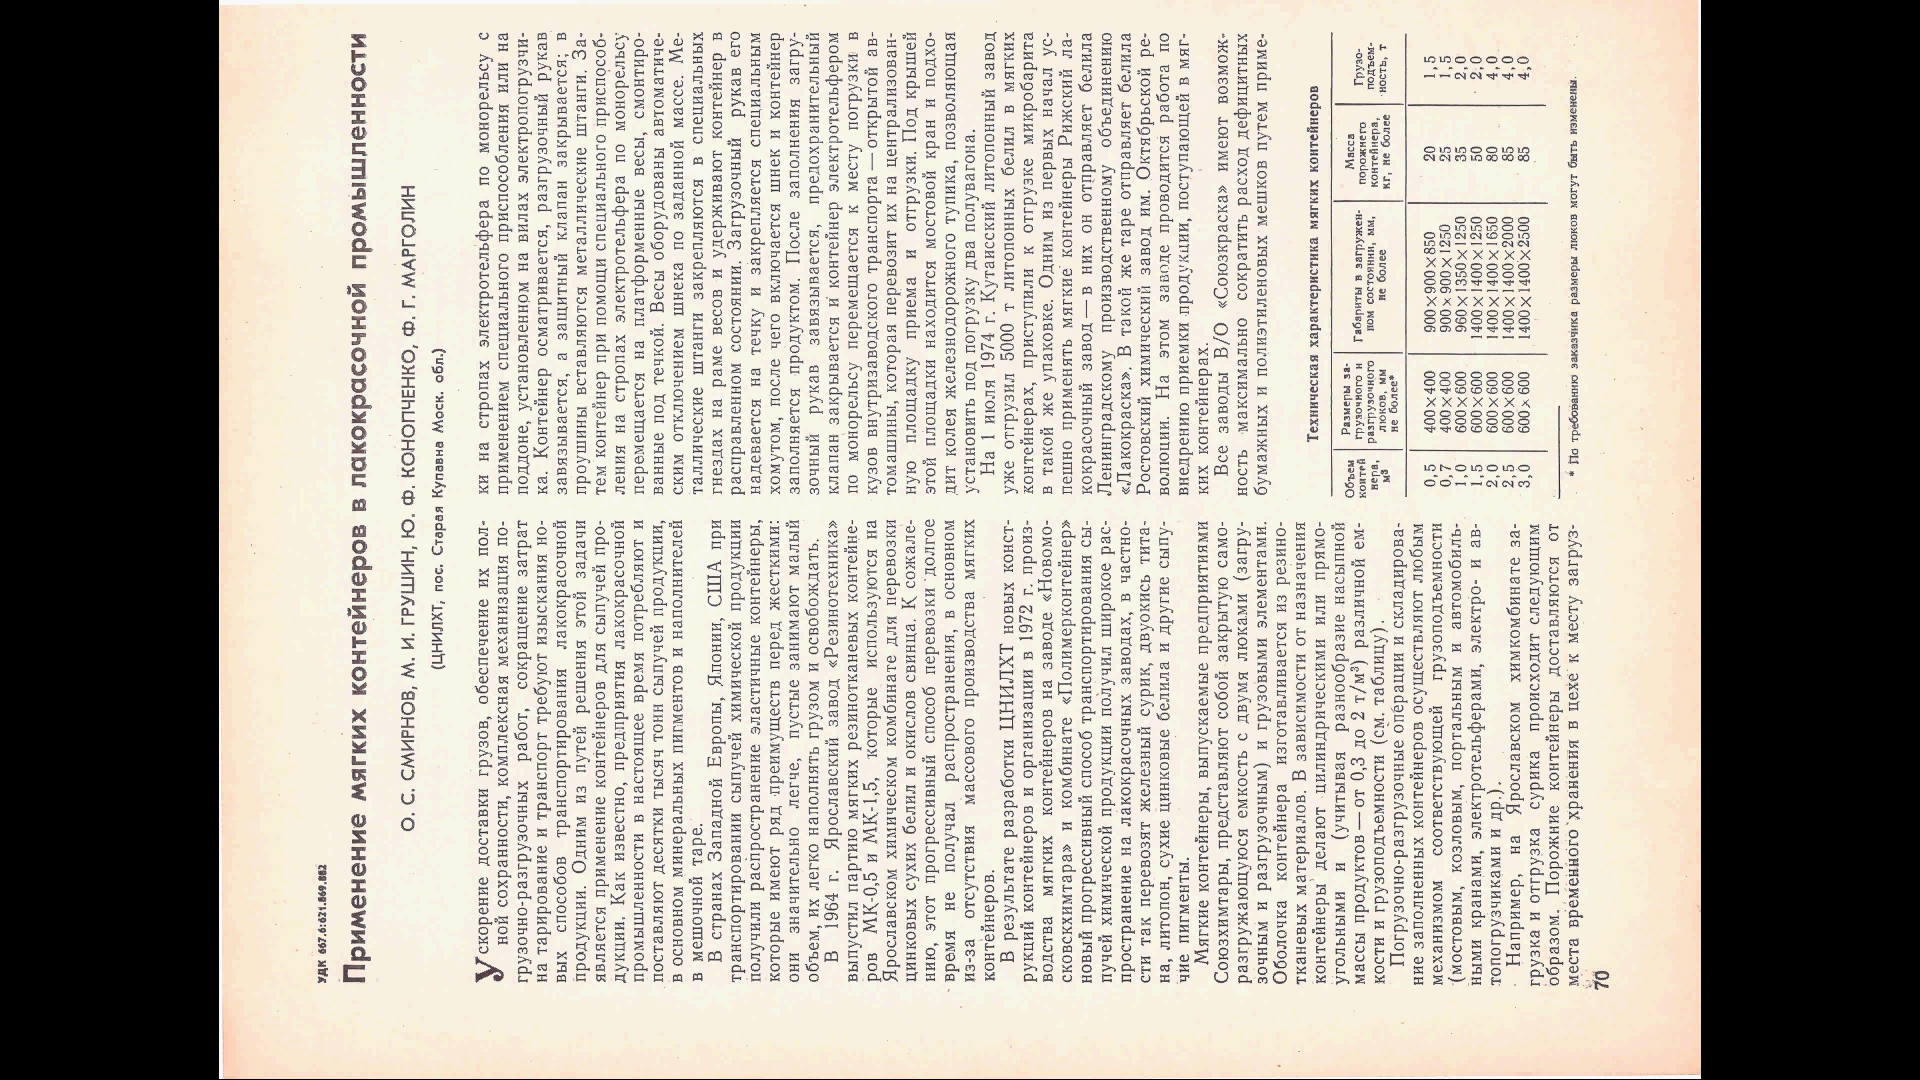 УДК 667.6:621.869.882
Применение мягких контейнеров в лакокрасочной промышленности
О. С. СМИРНОВ, М. И. ГРУШИН, Ю. Ф. КОНОПЧЕНКО, Ф. Г. МАРГОЛИН
(ЦНИЛХТ, пос. Старая Купавна Моск. обл.)
Ускорение доставки грузов, обеспечение их пол-
ной сохранности, комплексная механизация по-
грузочно-разгрузочных работ, сокращение затрат
на тарирование и транспорт требуют изыскания но-
вых способов транспортирования лакокрасочной
продукции. Одним из путей решения этой задачи
является применение контейнеров для сыпучей про-
дукции. Как известно, предприятия лакокрасочной
промышленности в настоящее время потребляют и
поставляют десятки тысяч тонн сыпучей продукции,
в основном минеральных пигментов и наполнителей
в мешочной таре.
В странах Западной Европы, Японии, США при
транспортировании сыпучей химической продукции
получили распространение эластичные контейнеры,
которые имеют ряд преимуществ перед жесткими:
они значительно легче, пустые занимают малый
объем, их легко наполнять грузом и освобождать.
В 1964 г. Ярославский завод «Резинотехника»
выпустил партию мягких резинотканевых контейне-
ров МК-0,5 и МК-1,5, которые используются на
Ярославском химическом комбинате для перевозки
цинковых сухих белил и окислов свинца. К сожале-
нию, этот прогрессивный способ перевозки долгое
время не получал распространения, в основном
из-за отсутствия массового производства мягких
контейнеров.
В результате разработки ЦНИЛХТ новых конст-
рукций контейнеров и организации в 1972 г. произ-
водства мягких контейнеров на заводе «Новомо-
сковскхимтара» и комбинате «Полимерконтейнер»
новый прогрессивный способ транспортирования сы-
пучей химической продукции получил широкое рас-
пространение на лакокрасочных заводах, в частно-
сти так перевозят железный сурик, двуокись тита-
на, литопон, сухие цинковые белила и другие сыпу-
чие пигменты.
Мягкие контейнеры, выпускаемые предприятиями
Союзхимтары, представляют собой закрытую само-
разгружающуюся емкость с двумя люками (загру-
зочным и разгрузочным) и грузовыми элементами.
Оболочка контейнера изготавливается из резино-
тканевых материалов. В зависимости от назначения
контейнеры делают цилиндрическими или прямо-
угольными и (учитывая разнообразие насыпной
массы продуктов — от 0,3 до 2 т/м³) различной ем-
кости и грузоподъемности (см. таблицу).
Погрузочно-разгрузочные операции и складирова-
ние заполненных контейнеров осуществляют любым
механизмом соответствующей грузоподъемности
(мостовым, козловым, портальным и автомобиль-
ными кранами, электротельферами, электро- и ав-
топогрузчиками и др.).
Например, на Ярославском химкомбинате за-
грузка и отгрузка сурика происходит следующим
образом. Порожние контейнеры доставляются от
места временного хранения в цехе к месту загруз-
ки на стропах электротельфера по монорельсу с
применением специального приспособления или на
поддоне, установленном на вилах электропогрузчи-
ка. Контейнер осматривается, разгрузочный рукав
завязывается, а защитный клапан закрывается; в
проушины вставляются металлические штанги. За-
тем контейнер при помощи специального приспособ-
ления на стропах электротельфера по монорельсу
перемещается на платформенные весы, смонтиро-
ванные под течкой. Весы оборудованы автоматиче-
ским отключением шнека по заданной массе. Ме-
таллические штанги закрепляются в специальных
гнездах на раме весов и удерживают контейнер в
расправленном состоянии. Загрузочный рукав его
надевается на течку и закрепляется специальным
хомутом, после чего включается шнек и контейнер
заполняется продуктом. После заполнения загру-
зочный рукав завязывается, предохранительный
клапан закрывается и контейнер электротельфером
по монорельсу перемещается к месту погрузки в
кузов внутризаводского транспорта — открытой ав-
томашины, которая перевозит их на централизован-
ную площадку приема и отгрузки. Под крышей
этой площадки находится мостовой кран и подхо-
дит колея железнодорожного тупика, позволяющая
установить под погрузку два полувагона.
На 1 июля 1974 г. Кутаисский литопонный завод
уже отгрузил 5000 т литопонных белил в мягких
контейнерах, приступили к отгрузке микробарита
в такой же упаковке. Одним из первых начал ус-
пешно применять мягкие контейнеры Рижский ла-
кокрасочный завод — в них он отправляет белила
Ленинградскому производственному объединению
«Лакокраска». В такой же таре отправляет белила
Ростовский химический завод им. Октябрьской ре-
волюции. На этом заводе проводится работа по
внедрению приемки продукции, поступающей в мяг-
ких контейнерах.
Все заводы В/О «Союзкраска» имеют возмож-
ность максимально сократить расход дефицитных
бумажных и полиэтиленовых мешков путем приме-
Техническая характеристика мягких контейнеров
Объем контей нера, м³ | Размеры за- грузочного и разгрузочного люков, мм не более* | Габариты в загружен- ном состоянии, мм, не более | Масса порожнего контейнера, кг, не более | Грузо- подъем- ность, т
0,5 400×400 900×900×850 20 1,5
0,7 400×400 900×900×1250 25 1,5
1,0 600×600 960×1350×1250 35 2,0
1,5 600×600 1400×1400×1250 50 2,0
2,0 600×600 1400×1400×1650 80 4,0
2,5 600×600 1400×1400×2000 85 4,0
3,0 600×600 1400×1400×2500 85 4,0
* По требованию заказчика размеры люков могут быть изменены.
70